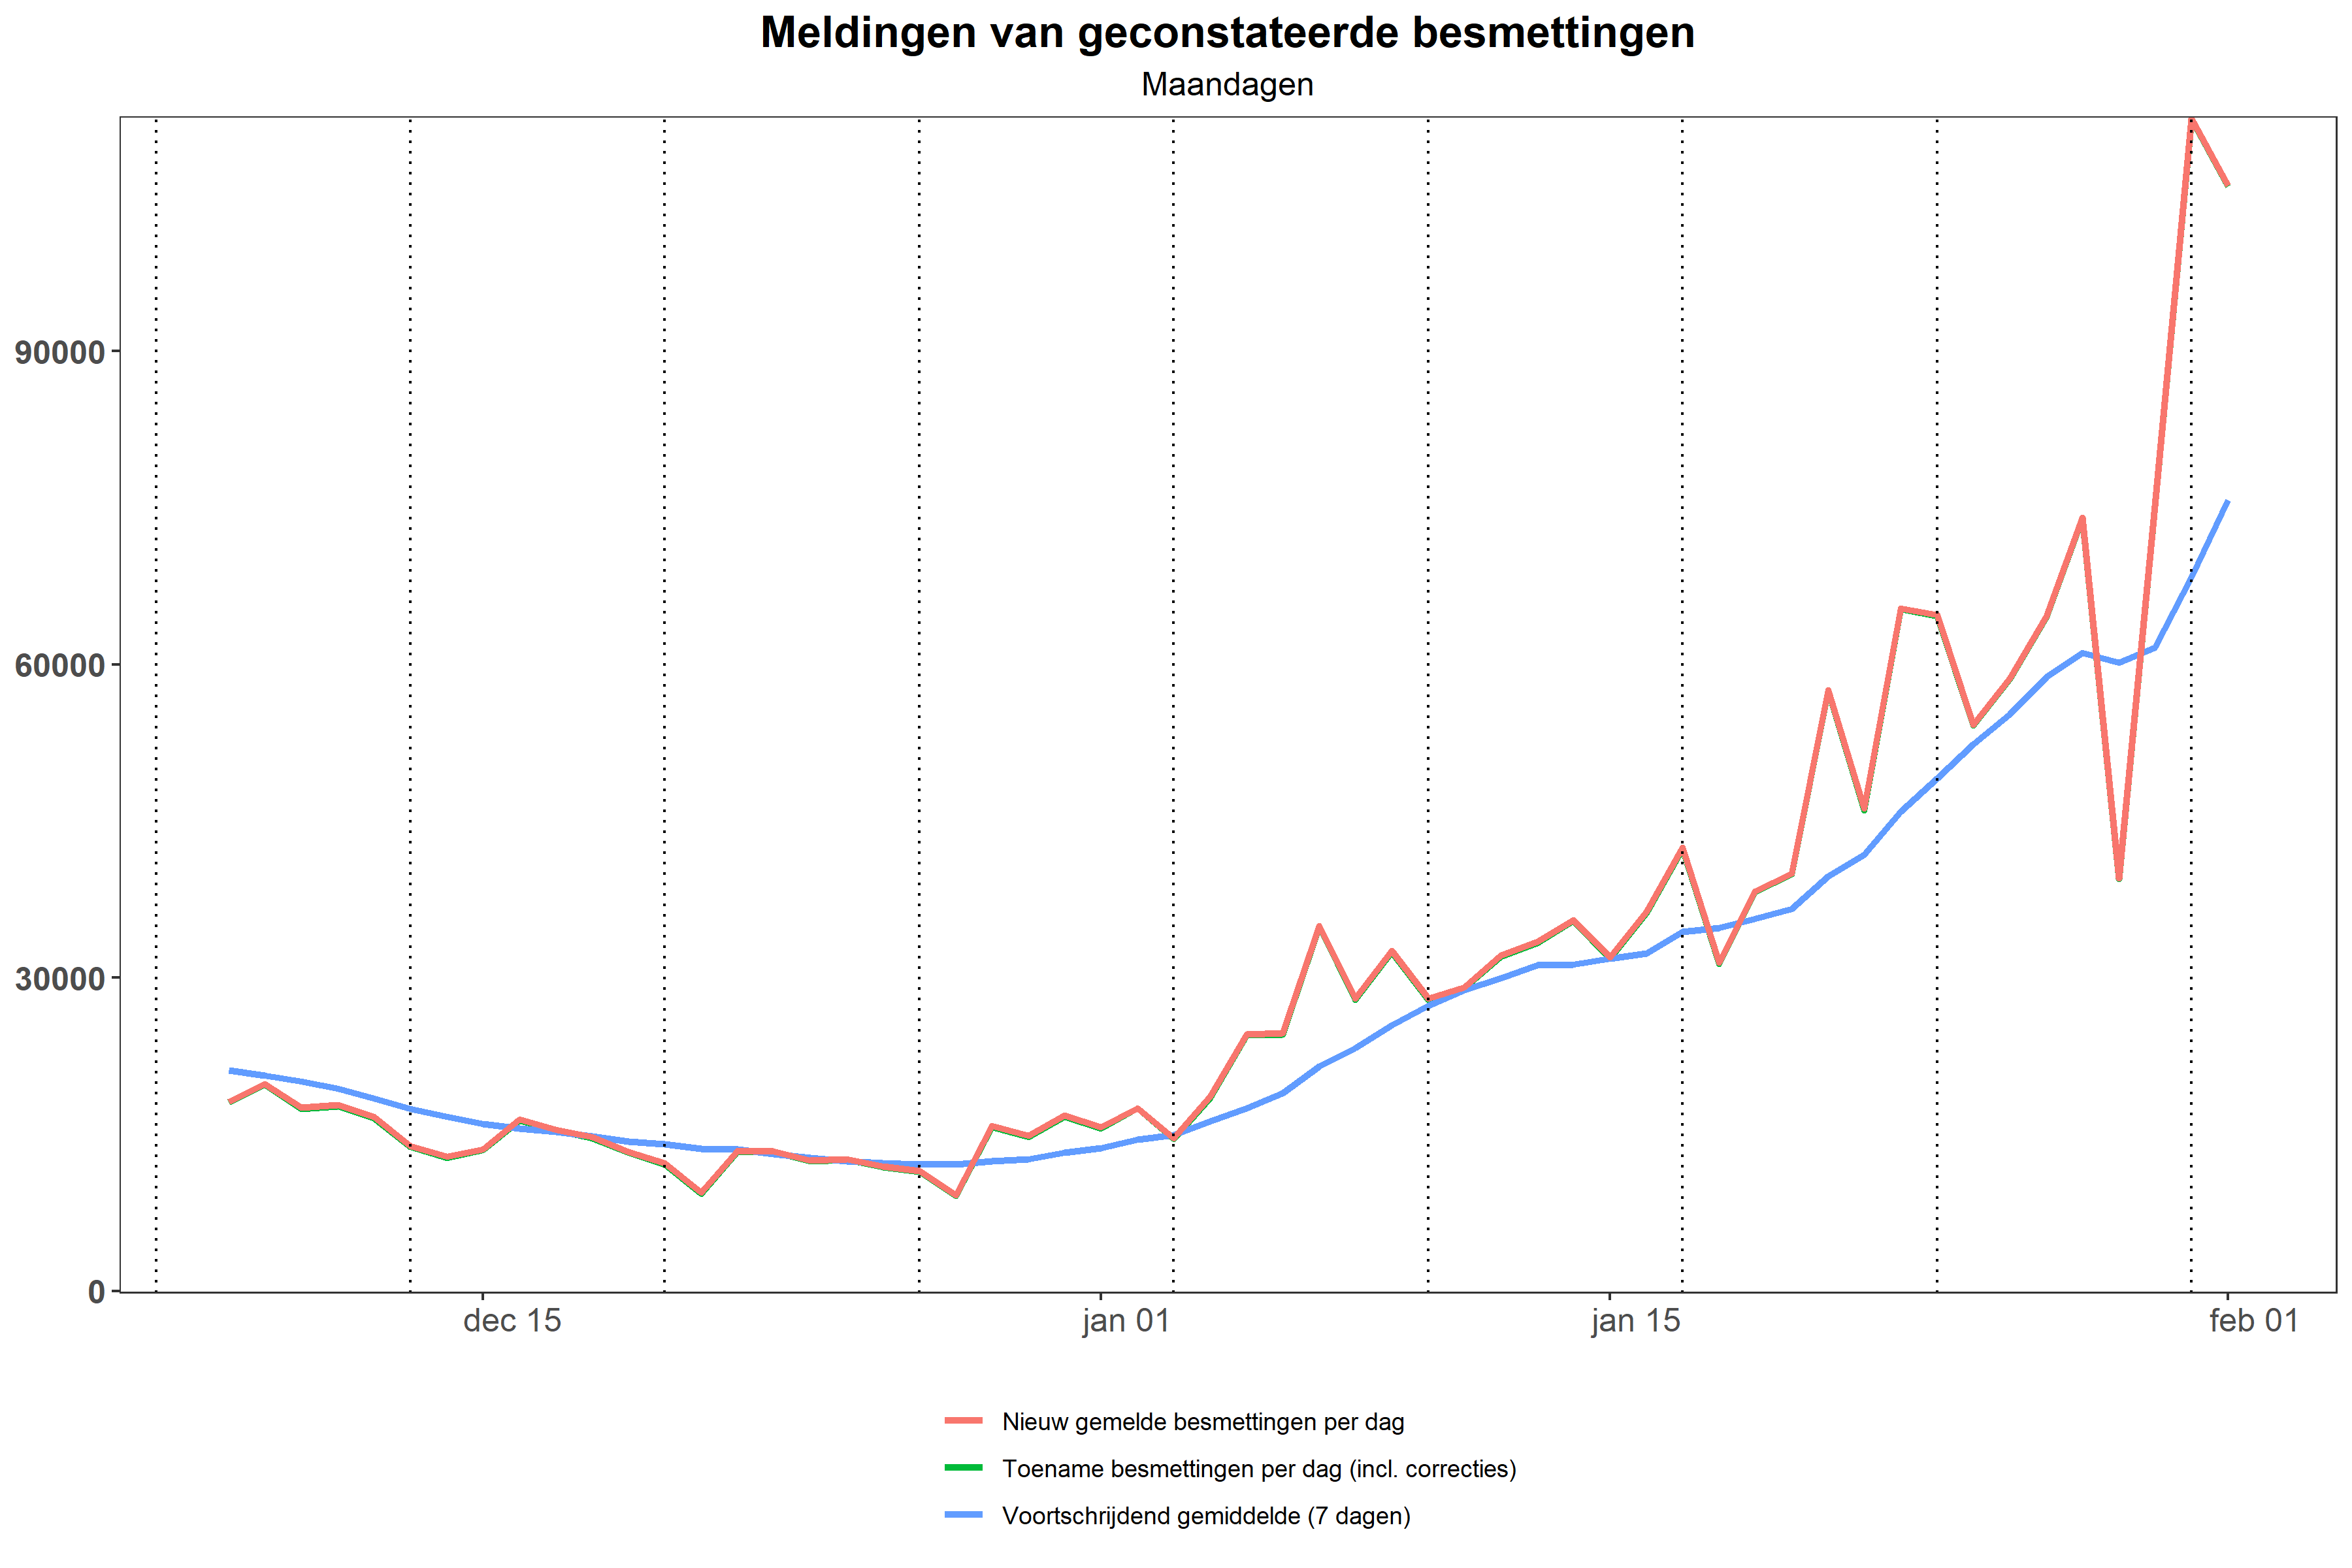 Meldingen van geconstateerde besmettingen
Maandagen
90000
60000
30000
0
dec 15
jan 01
jan 15
feb 01
Nieuw gemelde besmettingen per dag
Toename besmettingen per dag (incl. correcties)
Voortschrijdend gemiddelde (7 dagen)